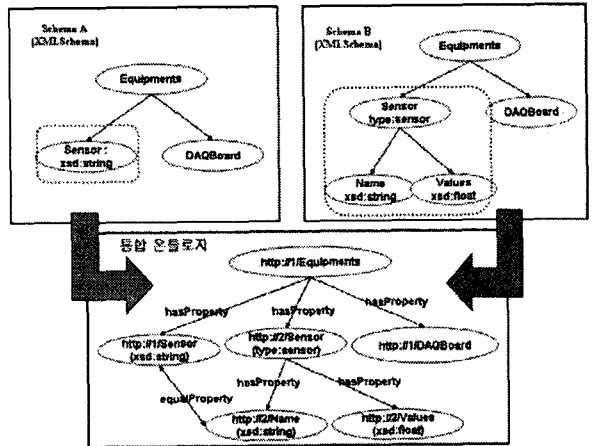 Schema A
(XMLSchema)
Equipments
Sensor :
xsd:string
DAQBoard
Schema B
(XMLSchema)
Equipments
Sensor
type:sensor
DAQBoard
Name
xsd:string
Values
xsd:float
통합 온톨로지
http://1/Equipments
hasProperty
hasProperty
hasProperty
http://1/Sensor
(xsd:string)
http://2/Sensor
(type:sensor)
http://1/DAQBoard
equalProperty
hasProperty
hasProperty
http://2/Name
(xsd:string)
http://2/Values
(xsd:float)